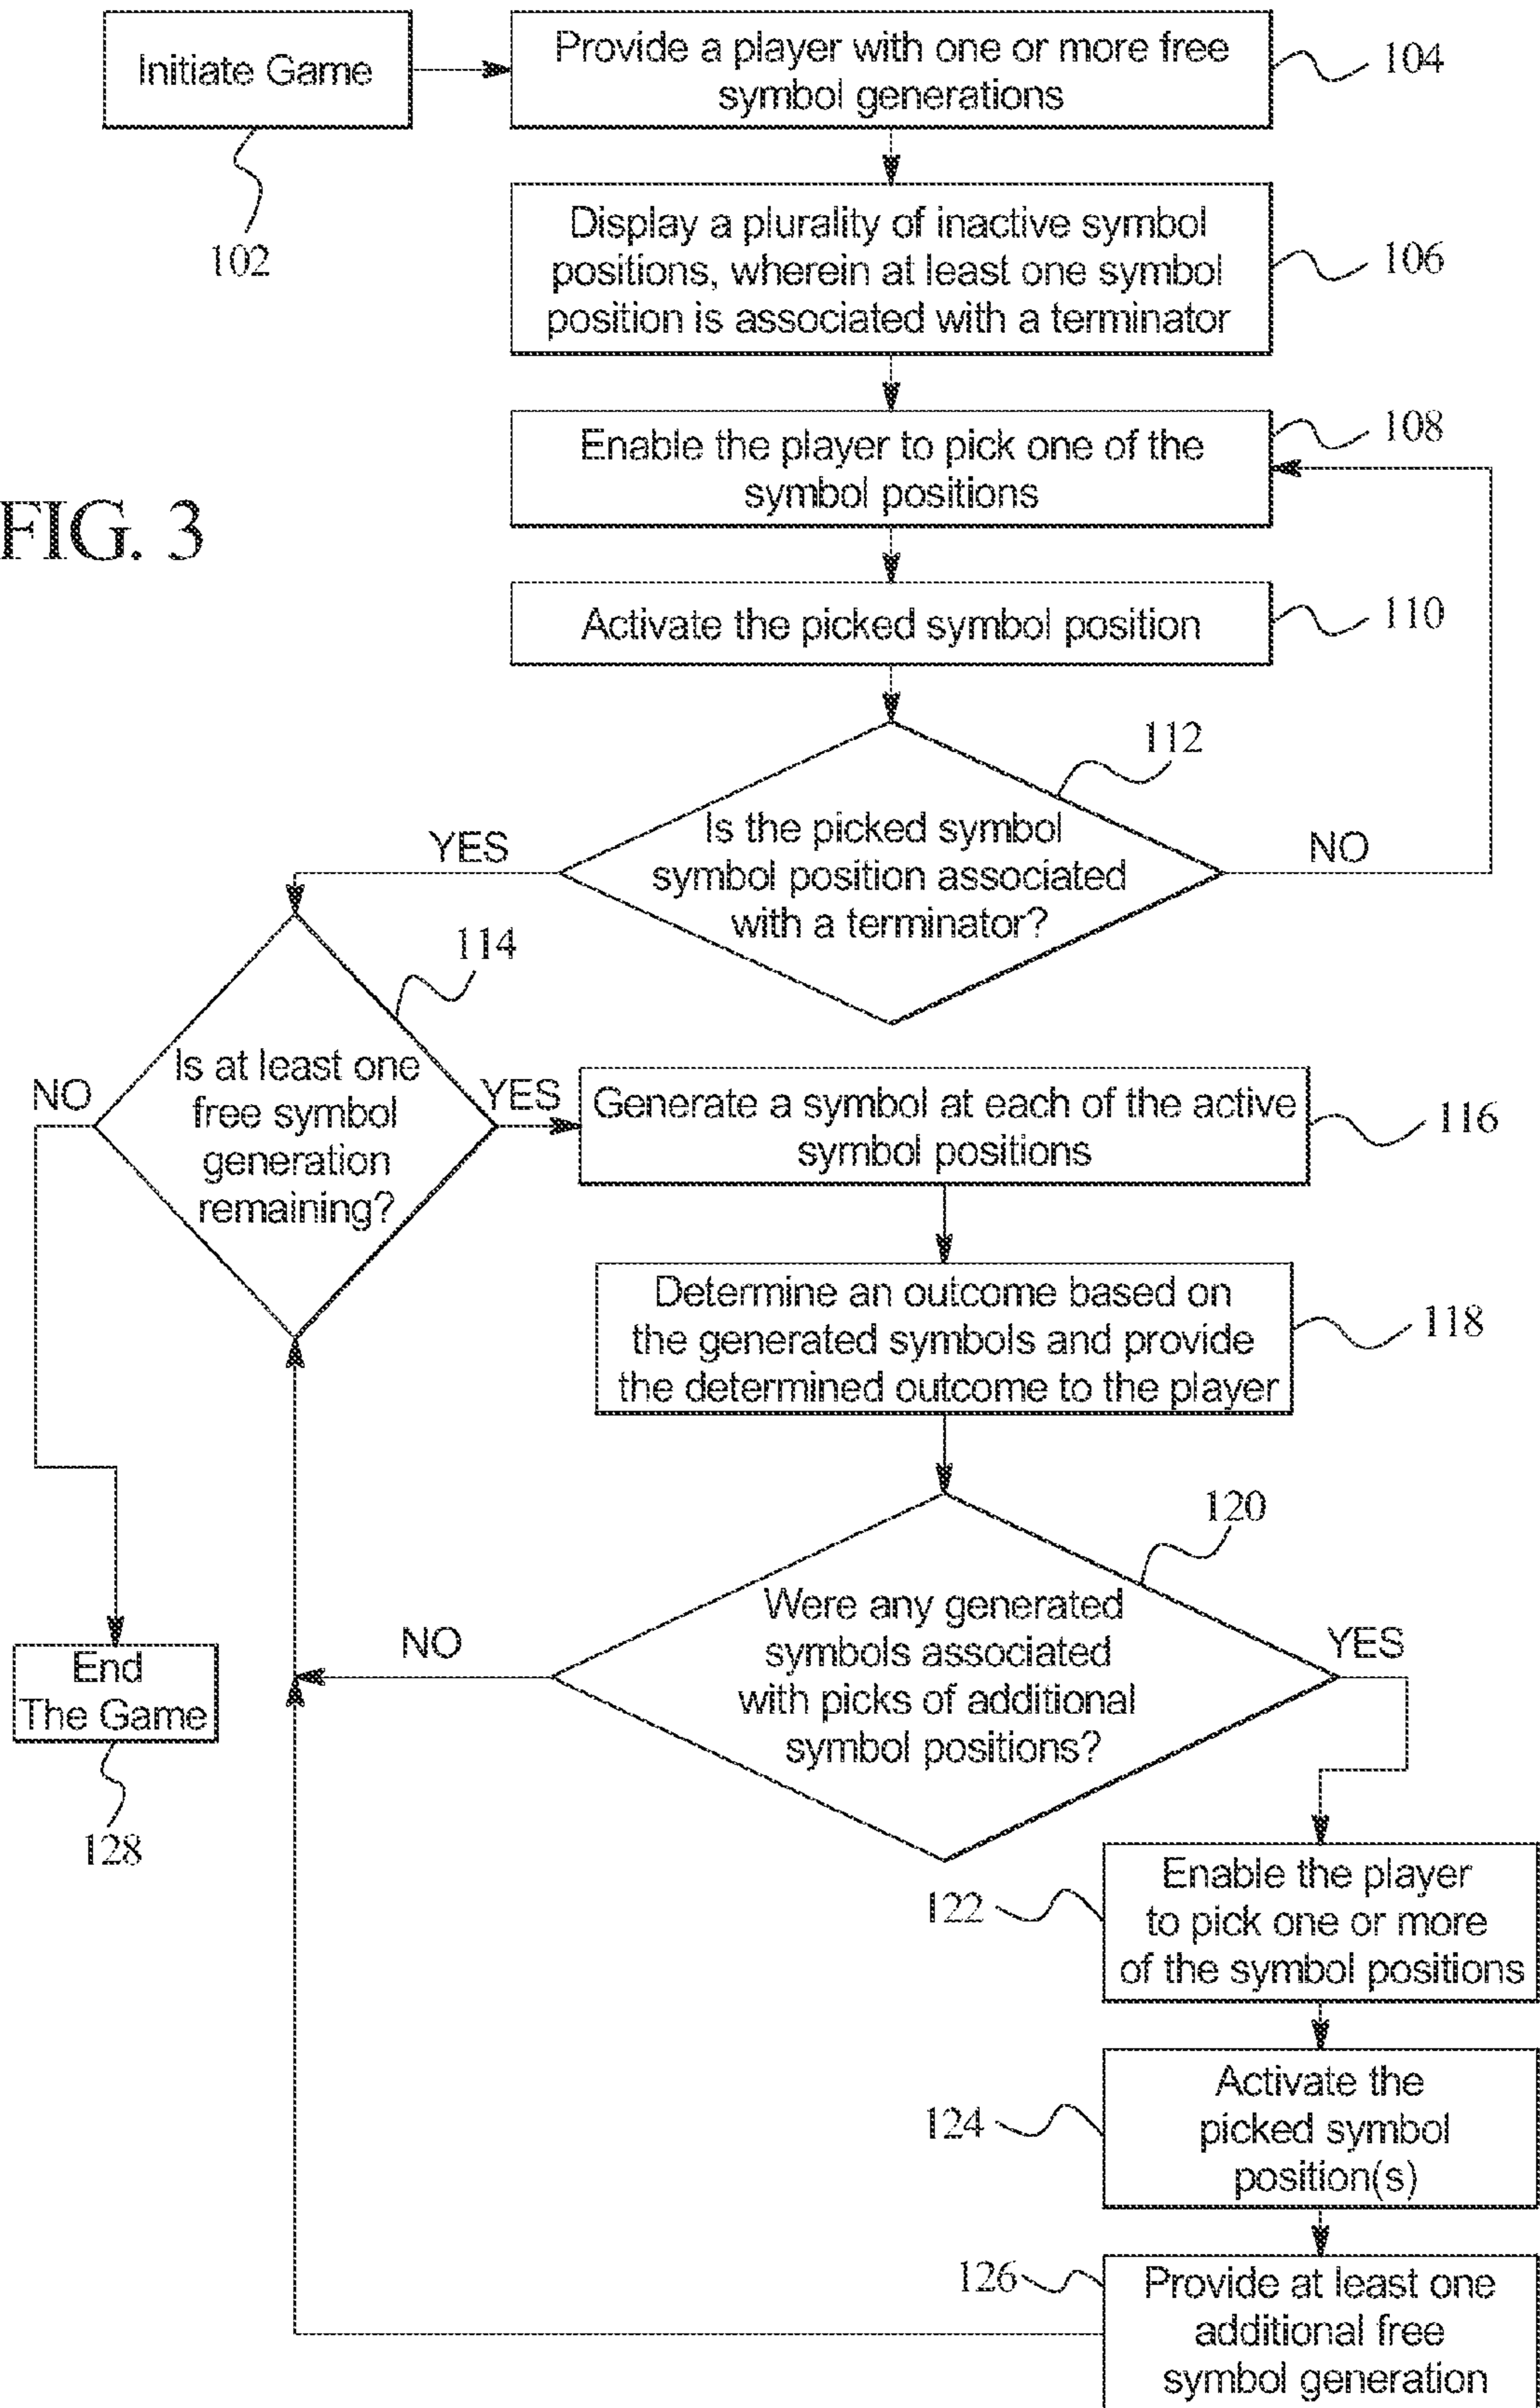 Initiate Game
102
Provide a player with one or more free
symbol generations
104
Display a plurality of inactive symbol
positions, wherein at least one symbol
position is associated with a terminator
106
Enable the player to pick one of the
symbol positions
108
FIG. 3
Activate the picked symbol position
110
112
Is the picked symbol
symbol position associated
with a terminator?
YES
NO
114
Is at least one
free symbol
generation
remaining?
NO
YES
Generate a symbol at each of the active
symbol positions
116
Determine an outcome based on
the generated symbols and provide
the determined outcome to the player
118
120
Were any generated
symbols associated
with picks of additional
symbol positions?
NO
YES
End
The Game
128
Enable the player
to pick one or more
of the symbol positions
122
Activate the
picked symbol
position(s)
124
Provide at least one
additional free
symbol generation
126